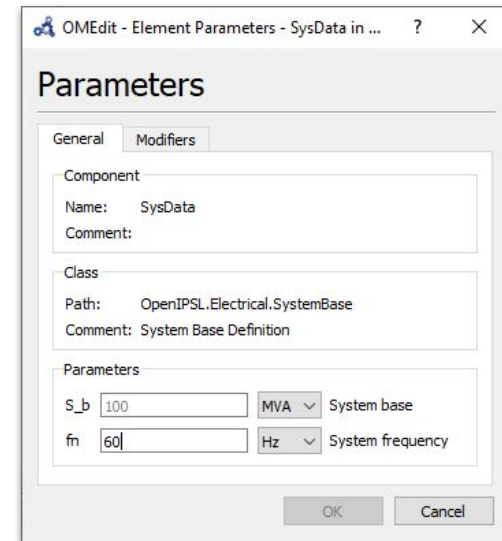 OMEdit - Element Parameters - SysData in ... ?
Parameters
General Modifiers
Component
Name: SysData
Comment:
Class
Path: OpenIPSL.Electrical.SystemBase
Comment: System Base Definition
Parameters
S_b 100 MVA System base
fn 60 Hz System frequency
OK Cancel